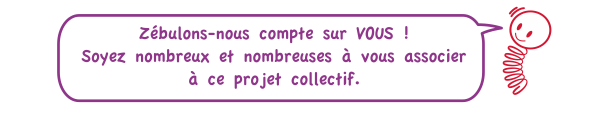 Zébulons-nous compte sur VOUS !
Soyez nombreux et nombreuses à vous associer
à ce projet collectif.